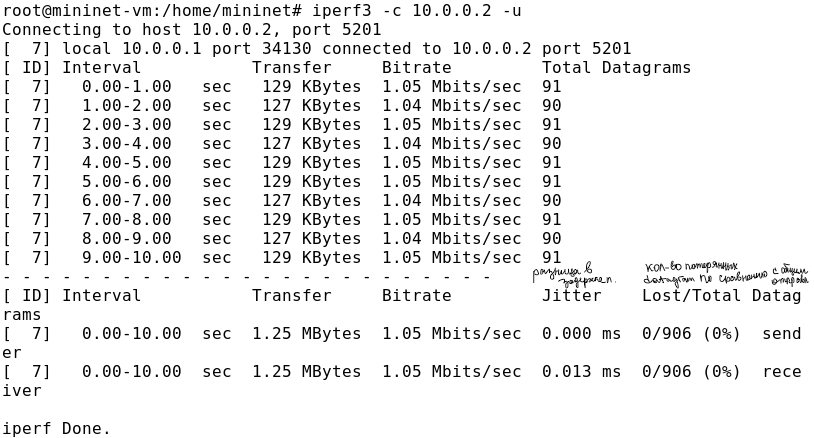 root@mininet-vm:/home/mininet# iperf3 -c 10.0.0.2 -u
Connecting to host 10.0.0.2, port 5201
[  7] local 10.0.0.1 port 34130 connected to 10.0.0.2 port 5201
[ ID] Interval           Transfer     Bitrate         Total Datagrams
[  7]   0.00-1.00   sec   129 KBytes  1.05 Mbits/sec  91
[  7]   1.00-2.00   sec   127 KBytes  1.04 Mbits/sec  90
[  7]   2.00-3.00   sec   129 KBytes  1.05 Mbits/sec  91
[  7]   3.00-4.00   sec   127 KBytes  1.04 Mbits/sec  90
[  7]   4.00-5.00   sec   129 KBytes  1.05 Mbits/sec  91
[  7]   5.00-6.00   sec   129 KBytes  1.05 Mbits/sec  91
[  7]   6.00-7.00   sec   127 KBytes  1.04 Mbits/sec  90
[  7]   7.00-8.00   sec   129 KBytes  1.05 Mbits/sec  91
[  7]   8.00-9.00   sec   127 KBytes  1.04 Mbits/sec  90
[  7]   9.00-10.00  sec   129 KBytes  1.05 Mbits/sec  91
- - - - - - - - - - - - - - - - - - - - - - - - -
разница в
кол-во потерянных
датаграм по сравнению с общим
[ ID] Interval           Transfer     Bitrate         Jitter    Lost/Total Datag
rams
[  7]   0.00-10.00  sec  1.25 MBytes  1.05 Mbits/sec  0.000 ms  0/906 (0%)  send
er
[  7]   0.00-10.00  sec  1.25 MBytes  1.05 Mbits/sec  0.013 ms  0/906 (0%)  rece
iver
iperf Done.